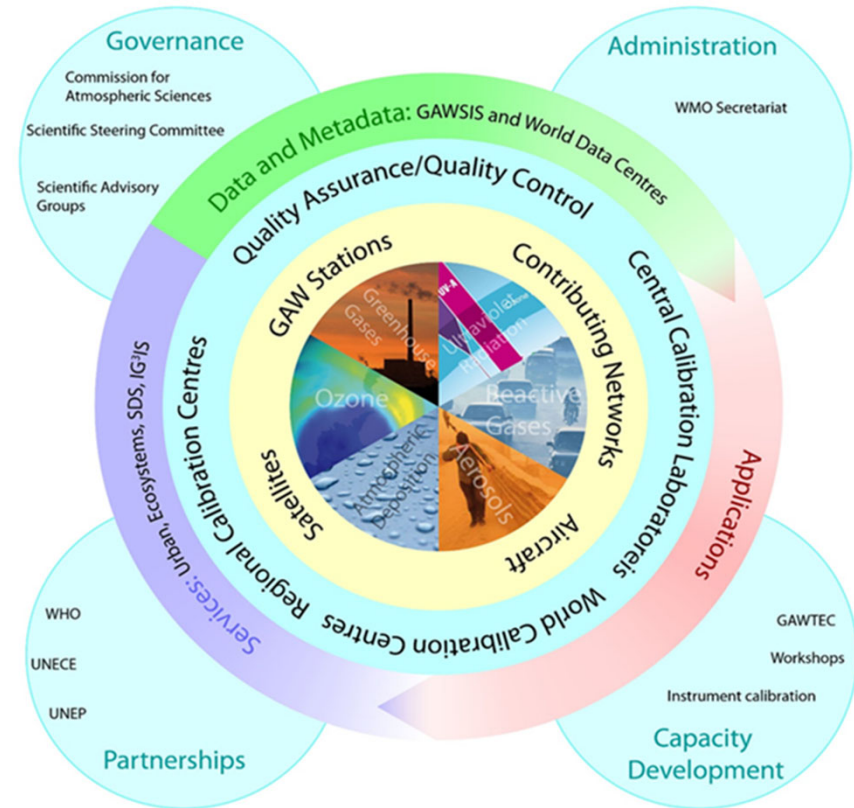 Governance
Commission for
Atmospheric Sciences
Scientific Steering Committee
Scientific Advisory
Groups
Administration
WMO Secretariat
Data and Metadata: GAWSIS and World Data Centres
Quality Assurance/Quality Control
GAW Stations
Contributing Networks
Central Calibration Laboratoreis
Greenhouse
Gases
UV-A
Ultraviolet
Radiation
Ozone
Reactive
Gases
Atmospheric
Deposition
Aerosols
Satellites
Aircraft
Regional Calibration Centres
World Calibration Centres
Applications
Services: Urban, Ecosystems, SDS, IG³IS
WHO
UNECE
UNEP
Partnerships
GAWTEC
Workshops
Instrument calibration
Capacity
Development